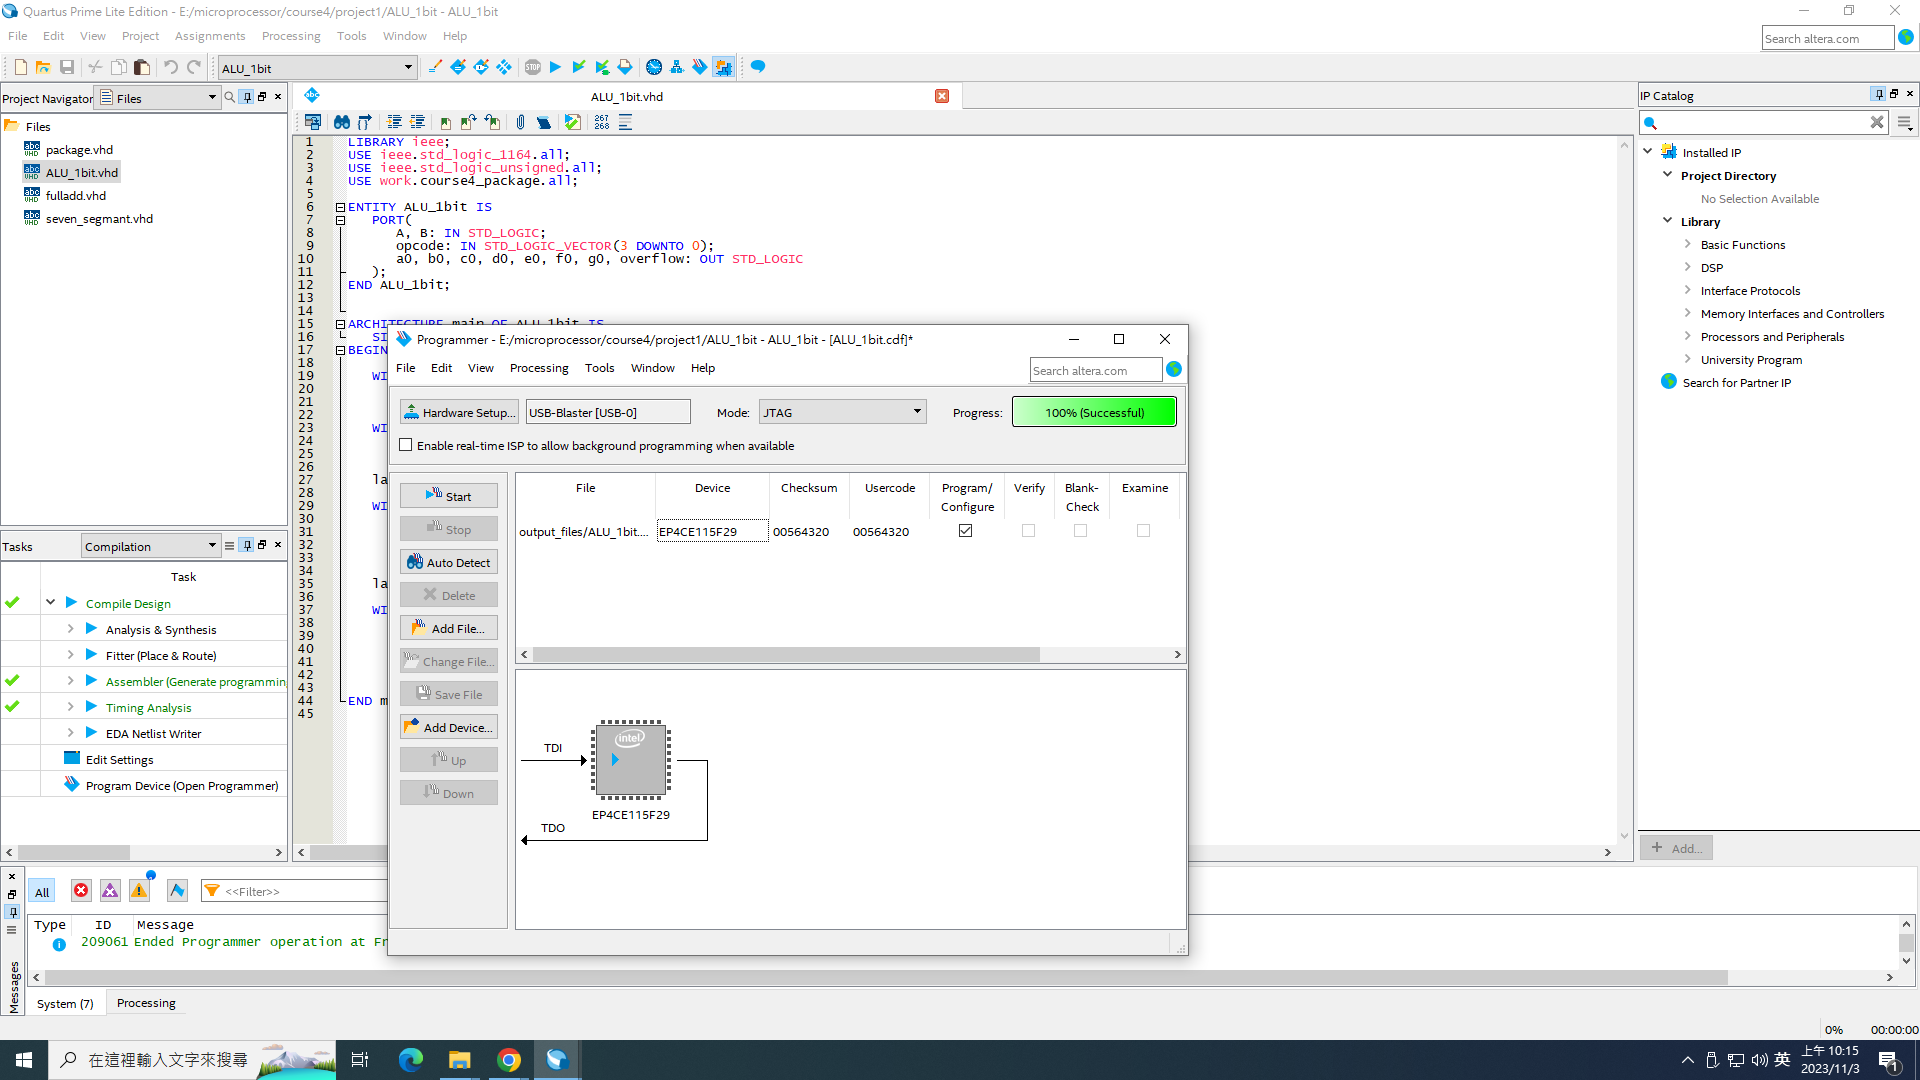 Quartus Prime Lite Edition - E:/microprocessor/course4/project1/ALU_1bit - ALU_1bit
File Edit View Project Assignments Processing Tools Window Help
Search altera.com
ALU_1bit
Project Navigator Files
Files
package.vhd
ALU_1bit.vhd
fulladd.vhd
seven_segmant.vhd
ALU_1bit.vhd
267
268
1 LIBRARY ieee;
2 USE ieee.std_logic_1164.all;
3 USE ieee.std_logic_unsigned.all;
4 USE work.course4_package.all;
5
6 ENTITY ALU_1bit IS
7 PORT(
8 A, B: IN STD_LOGIC;
9 opcode: IN STD_LOGIC_VECTOR(3 DOWNTO 0);
10 a0, b0, c0, d0, e0, f0, g0, overflow: OUT STD_LOGIC
11 );
12 END ALU_1bit;
13
14
15 ARCHITECTURE main OF ALU_1bit IS
16 SI
17 BEGIN
18
19 WI
20
21
22
23 WI
24
25
26
27 la
28
29 WI
30
31
32
33
34
35 la
36
37 WI
38
39
40
41
42
43
44 END m
45
IP Catalog
Installed IP
Project Directory
No Selection Available
Library
Basic Functions
DSP
Interface Protocols
Memory Interfaces and Controllers
Processors and Peripherals
University Program
Search for Partner IP
+ Add...
Programmer - E:/microprocessor/course4/project1/ALU_1bit - ALU_1bit - [ALU_1bit.cdf]*
File Edit View Processing Tools Window Help
Search altera.com
Hardware Setup... USB-Blaster [USB-0] Mode: JTAG Progress: 100% (Successful)
Enable real-time ISP to allow background programming when available
Start
Stop
Auto Detect
Delete
Add File...
Change File...
Save File
Add Device...
Up
Down
File Device Checksum Usercode Program/ Configure Verify Blank- Check Examine
output_files/ALU_1bit.... EP4CE115F29 00564320 00564320
TDI
intel
EP4CE115F29
TDO
Tasks Compilation
Task
Compile Design
Analysis & Synthesis
Fitter (Place & Route)
Assembler (Generate programmin
Timing Analysis
EDA Netlist Writer
Edit Settings
Program Device (Open Programmer)
Messages
All <<Filter>>
Type ID Message
209061 Ended Programmer operation at Fr
System (7) Processing
0% 00:00:00
在這裡輸入文字來搜尋
英
上午 10:15
2023/11/3
1